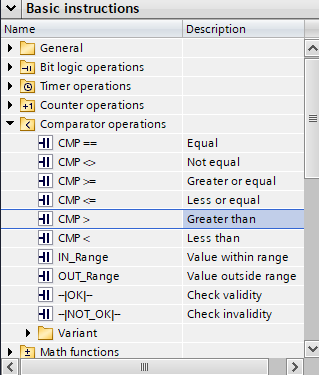 Basic instructions
Name Description
General
Bit logic operations
Timer operations
Counter operations
Comparator operations
CMP == Equal
CMP <> Not equal
CMP >= Greater or equal
CMP <= Less or equal
CMP > Greater than
CMP < Less than
IN_Range Value within range
OUT_Range Value outside range
–|OK|– Check validity
–|NOT_OK|– Check invalidity
Variant
Math functions